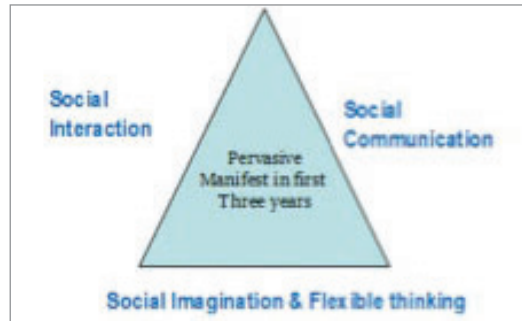 Social
Interaction
Social
Communication
Pervasive
Manifest in first
Three years
Social Imagination & Flexible thinking